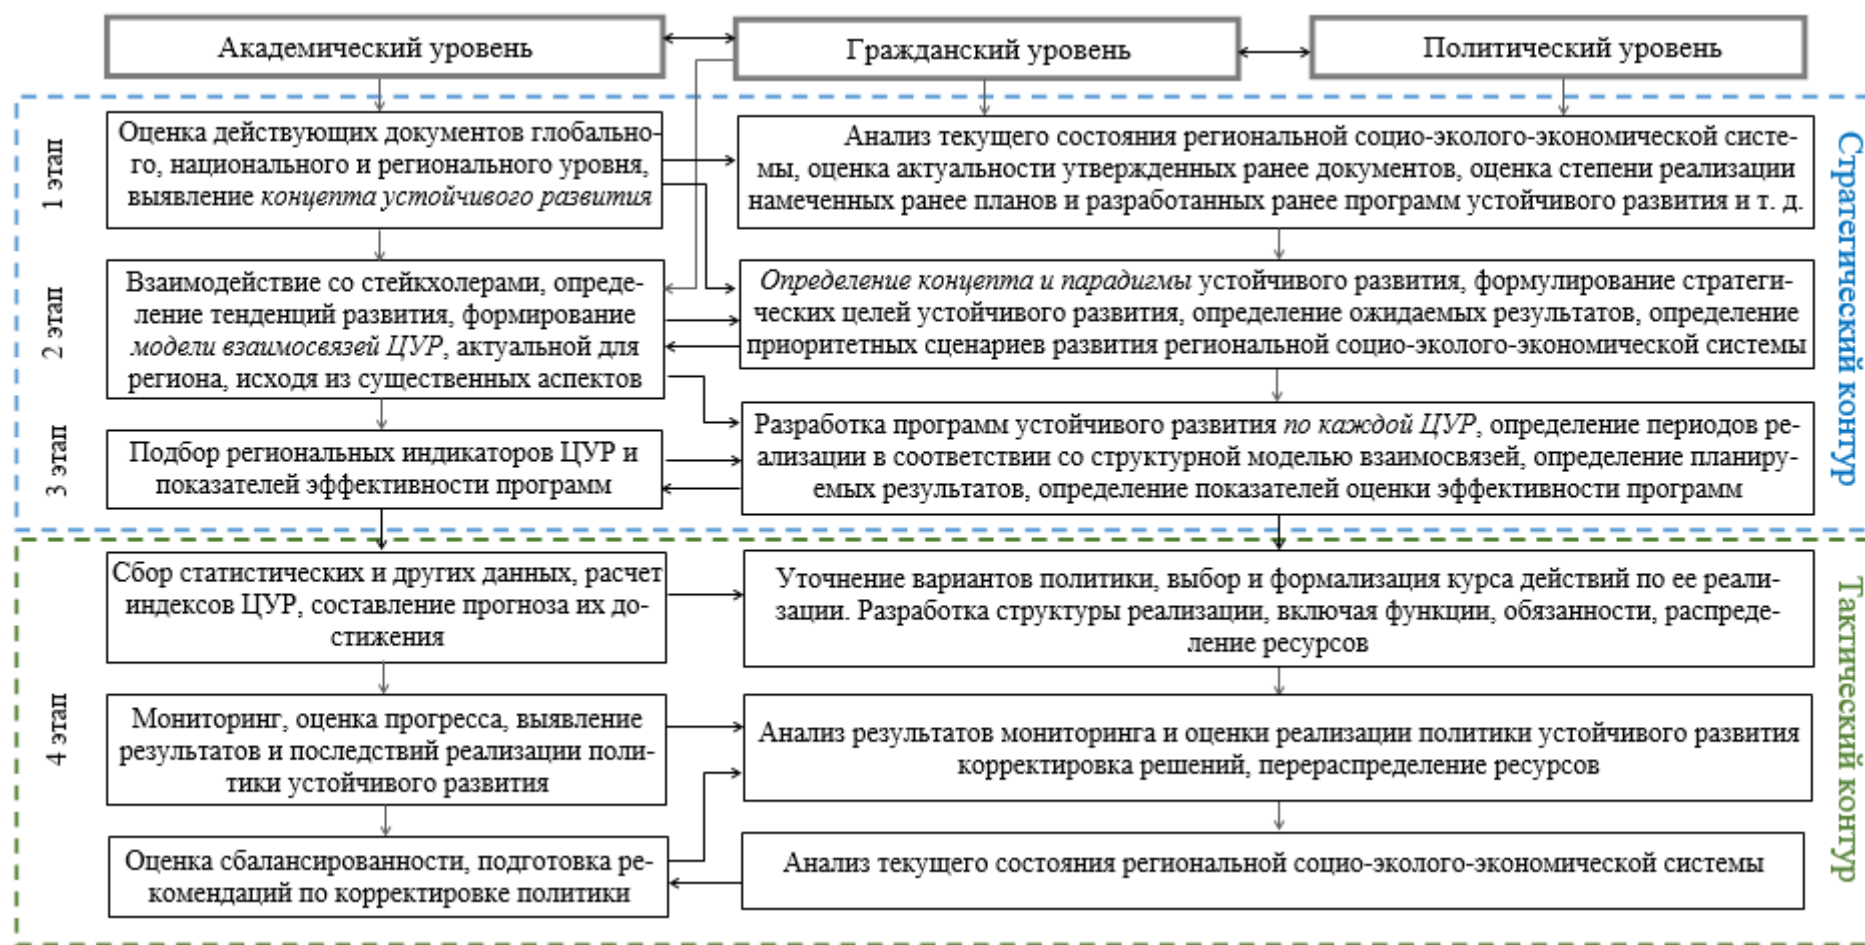 Академический уровень
Гражданский уровень
Политический уровень
1 этап
Оценка действующих документов глобально-
го, национального и регионального уровня,
выявление концепта устойчивого развития
Анализ текущего состояния региональной социо-эколого-экономической систе-
мы, оценка актуальности утвержденных ранее документов, оценка степени реализации
намеченных ранее планов и разработанных ранее программ устойчивого развития и т. д.
Стратегический контур
2 этап
Взаимодействие со стейкхолерами, опреде-
ление тенденций развития, формирование
модели взаимосвязей ЦУР, актуальной для
региона, исходя из существенных аспектов
Определение концепта и парадигмы устойчивого развития, формулирование страте­ги-
ческих целей устойчивого развития, определение ожидаемых результатов, определение
приоритетных сценариев развития региональной социо-эколого-экономической системы
3 этап
Подбор региональных индикаторов ЦУР и
показателей эффективности программ
Разработка программ устойчивого развития по каждой ЦУР, определение периодов ре-
ализации в соответствии со структурной моделью взаимосвязей, определение планиру-
емых результатов, определение показателей оценки эффективности программ
4 этап
Сбор статистических и других данных, расчет
индексов ЦУР, составление прогноза их до-
стижения
Уточнение вариантов политики, выбор и формализация курса действий по ее реали-
зации. Разработка структуры реализации, включая функции, обязанности, распреде-
ление ресурсов
Тактический контур
Мониторинг, оценка прогресса, выявление
результатов и последствий реализации поли-
тики устойчивого развития
Анализ результатов мониторинга и оценки реализации политики устойчивого развития
корректировка решений, перераспределение ресурсов
Оценка сбалансированности, подготовка ре-
комендаций по корректировке политики
Анализ текущего состояния региональной социо-эколого-экономической системы